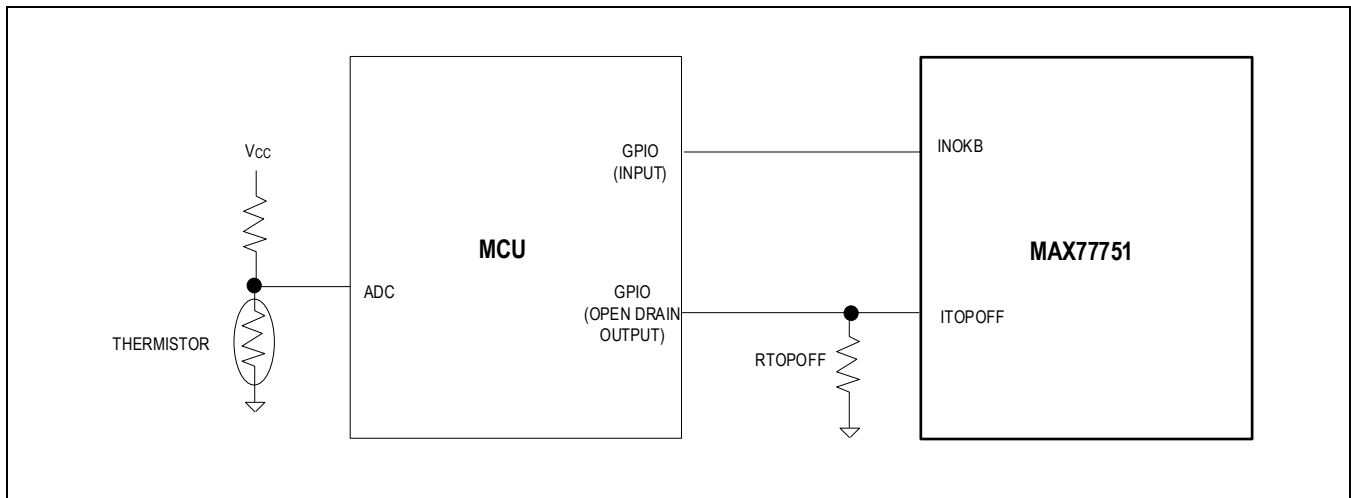 VCC
THERMISTOR
ADC
MCU
GPIO
(INPUT)
GPIO
(OPEN DRAIN
OUTPUT)
RTOPOFF
INOKB
MAX77751
ITOPOFF